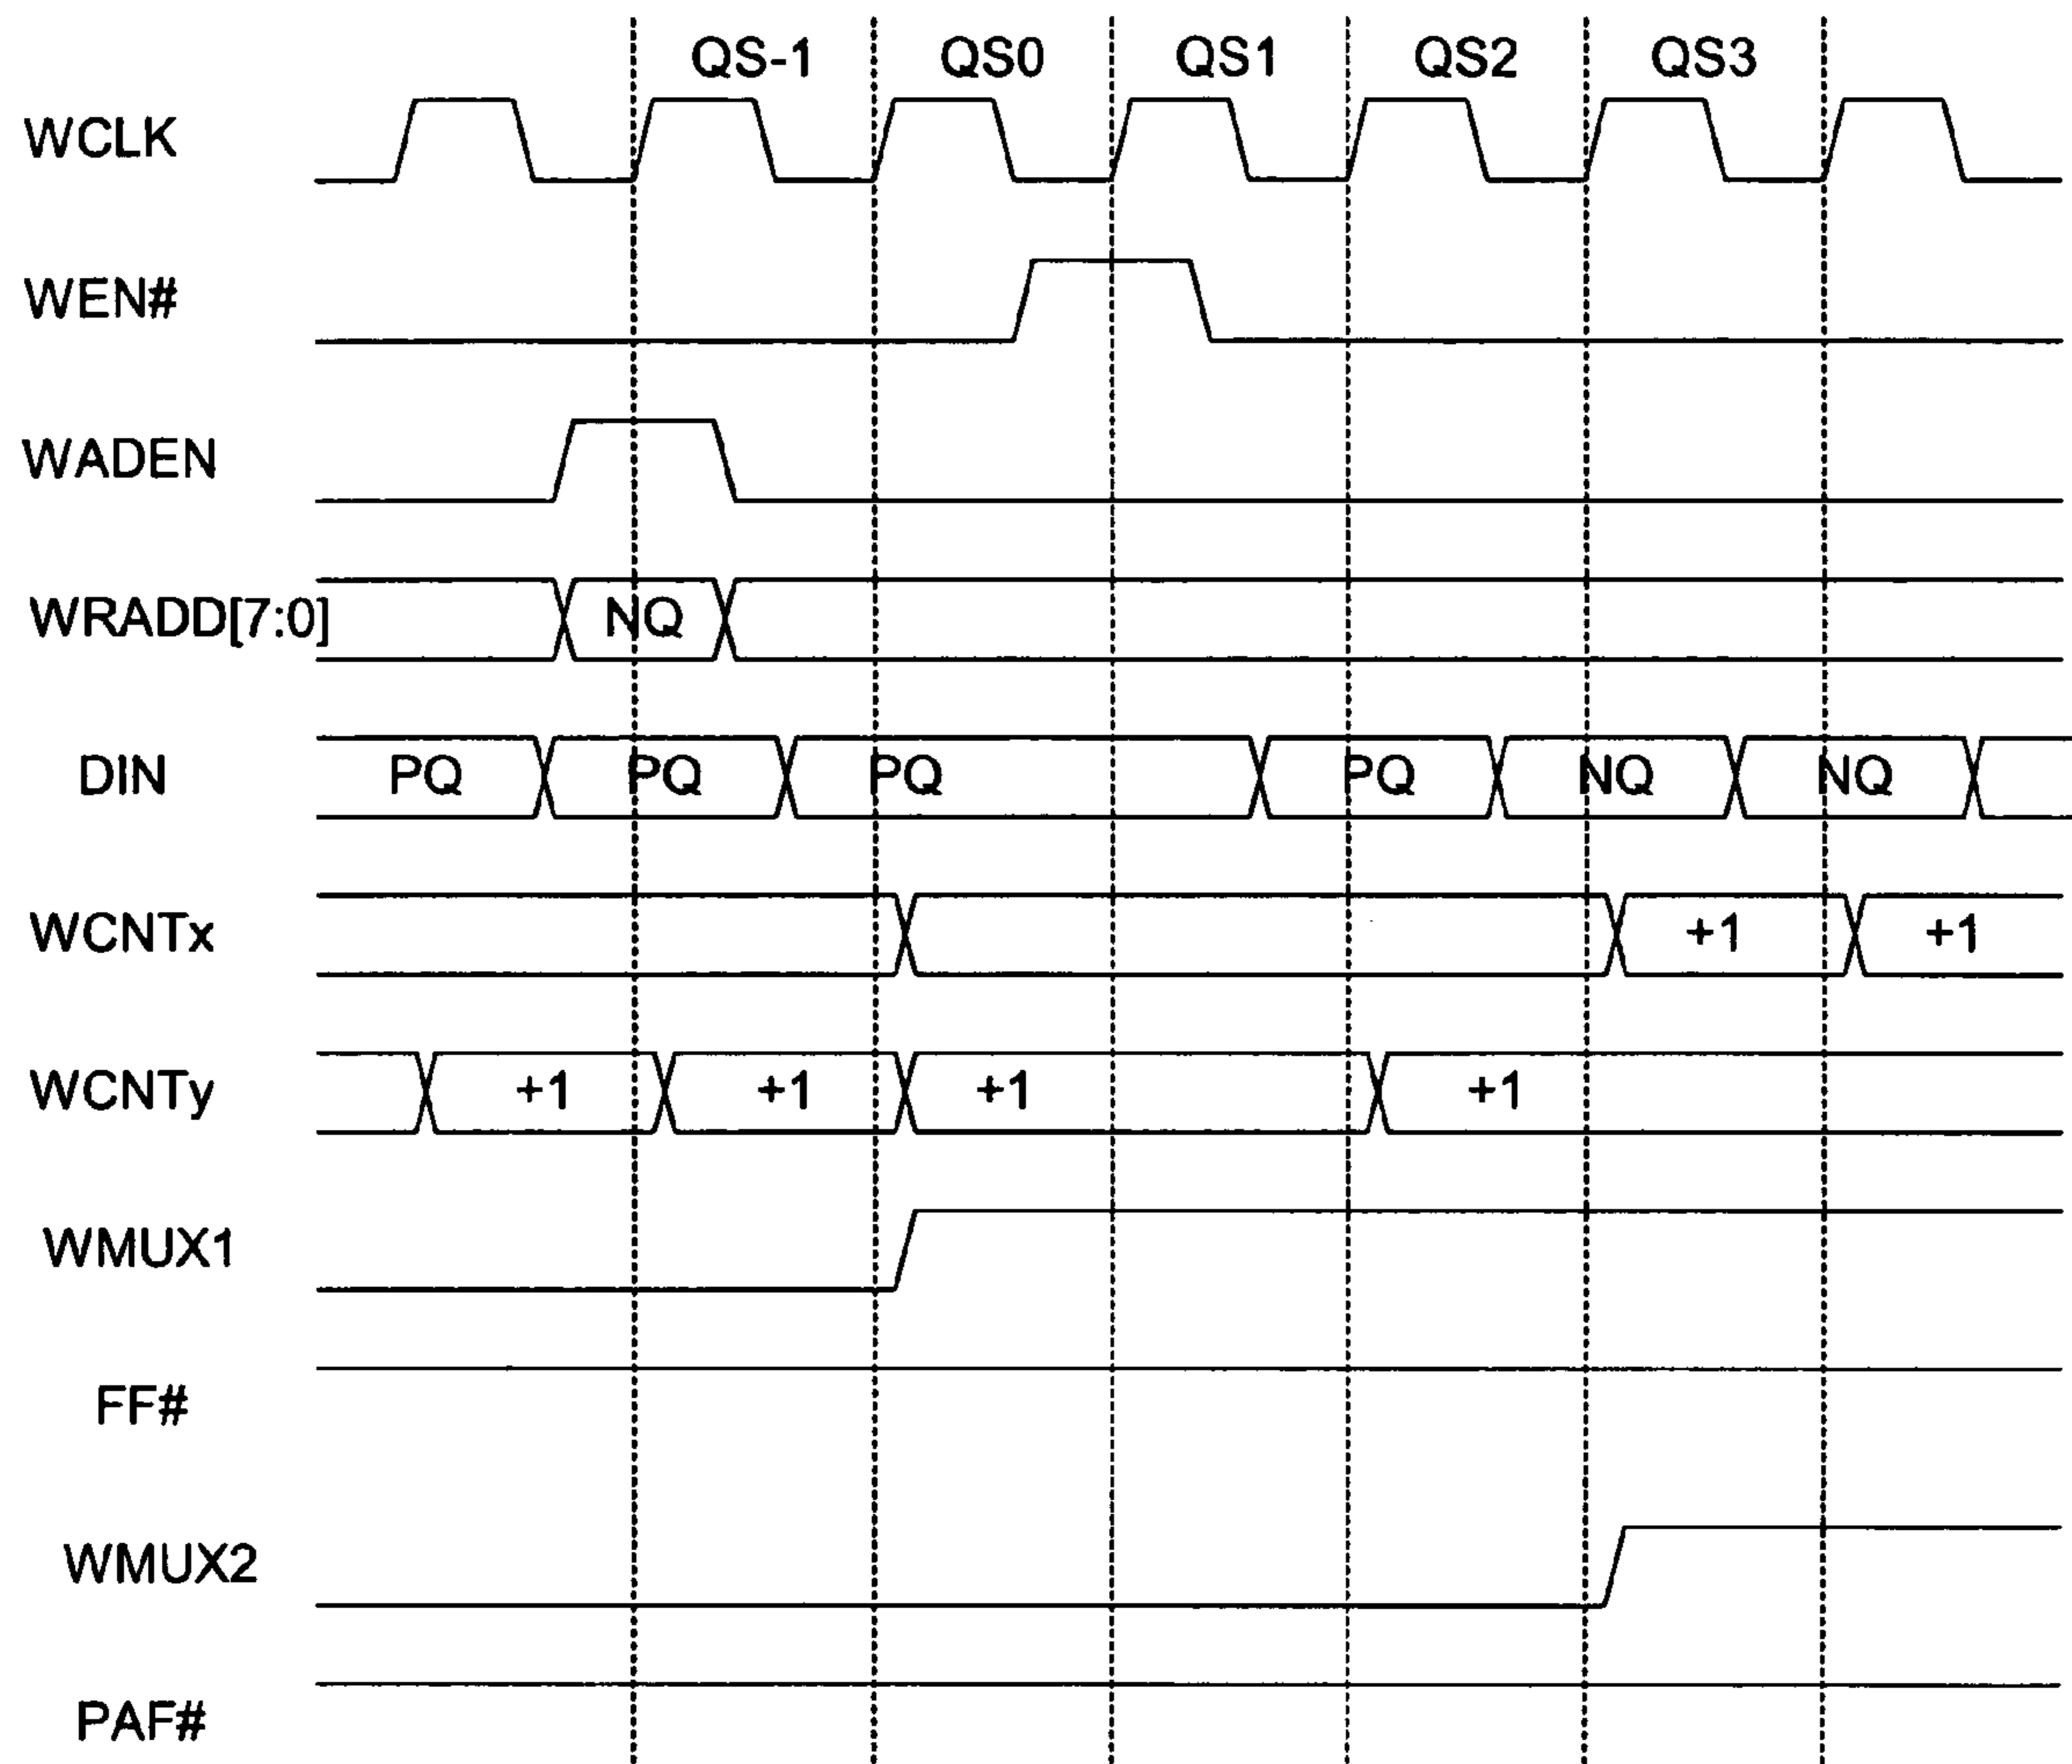 QS-1 QS0 QS1 QS2 QS3
WCLK
WEN#
WADEN
WRADD[7:0] NQ
DIN PQ PQ PQ PQ NQ NQ
WCNTx +1 +1
WCNTy +1 +1 +1 +1
WMUX1
FF#
WMUX2
PAF#